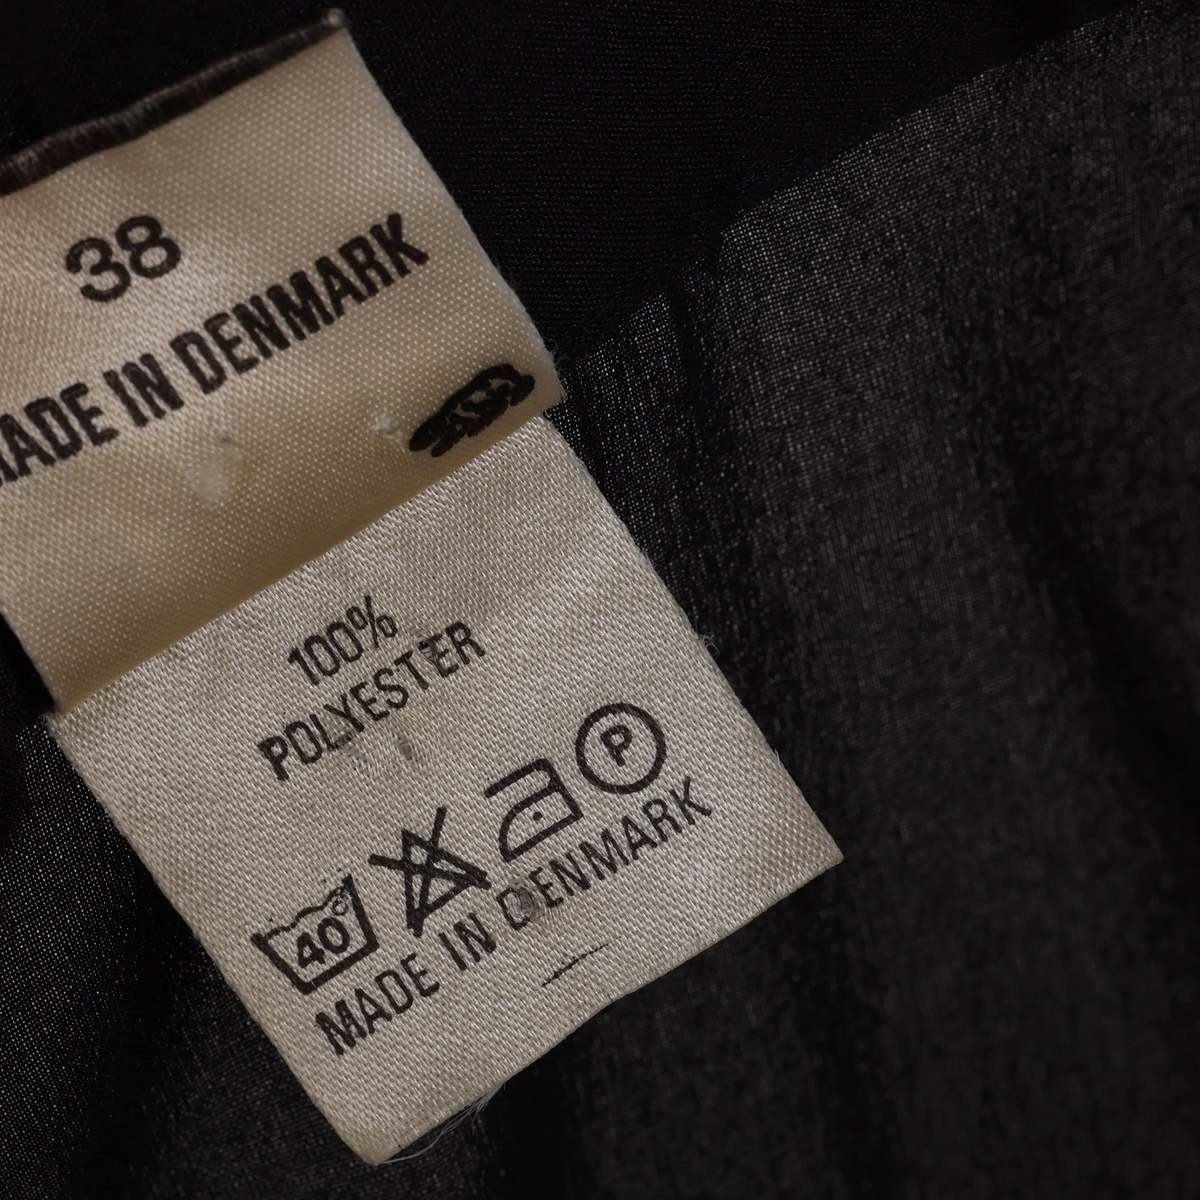 38
MADE IN DENMARK
100%
POLYESTER
40 P
MADE IN DENMARK